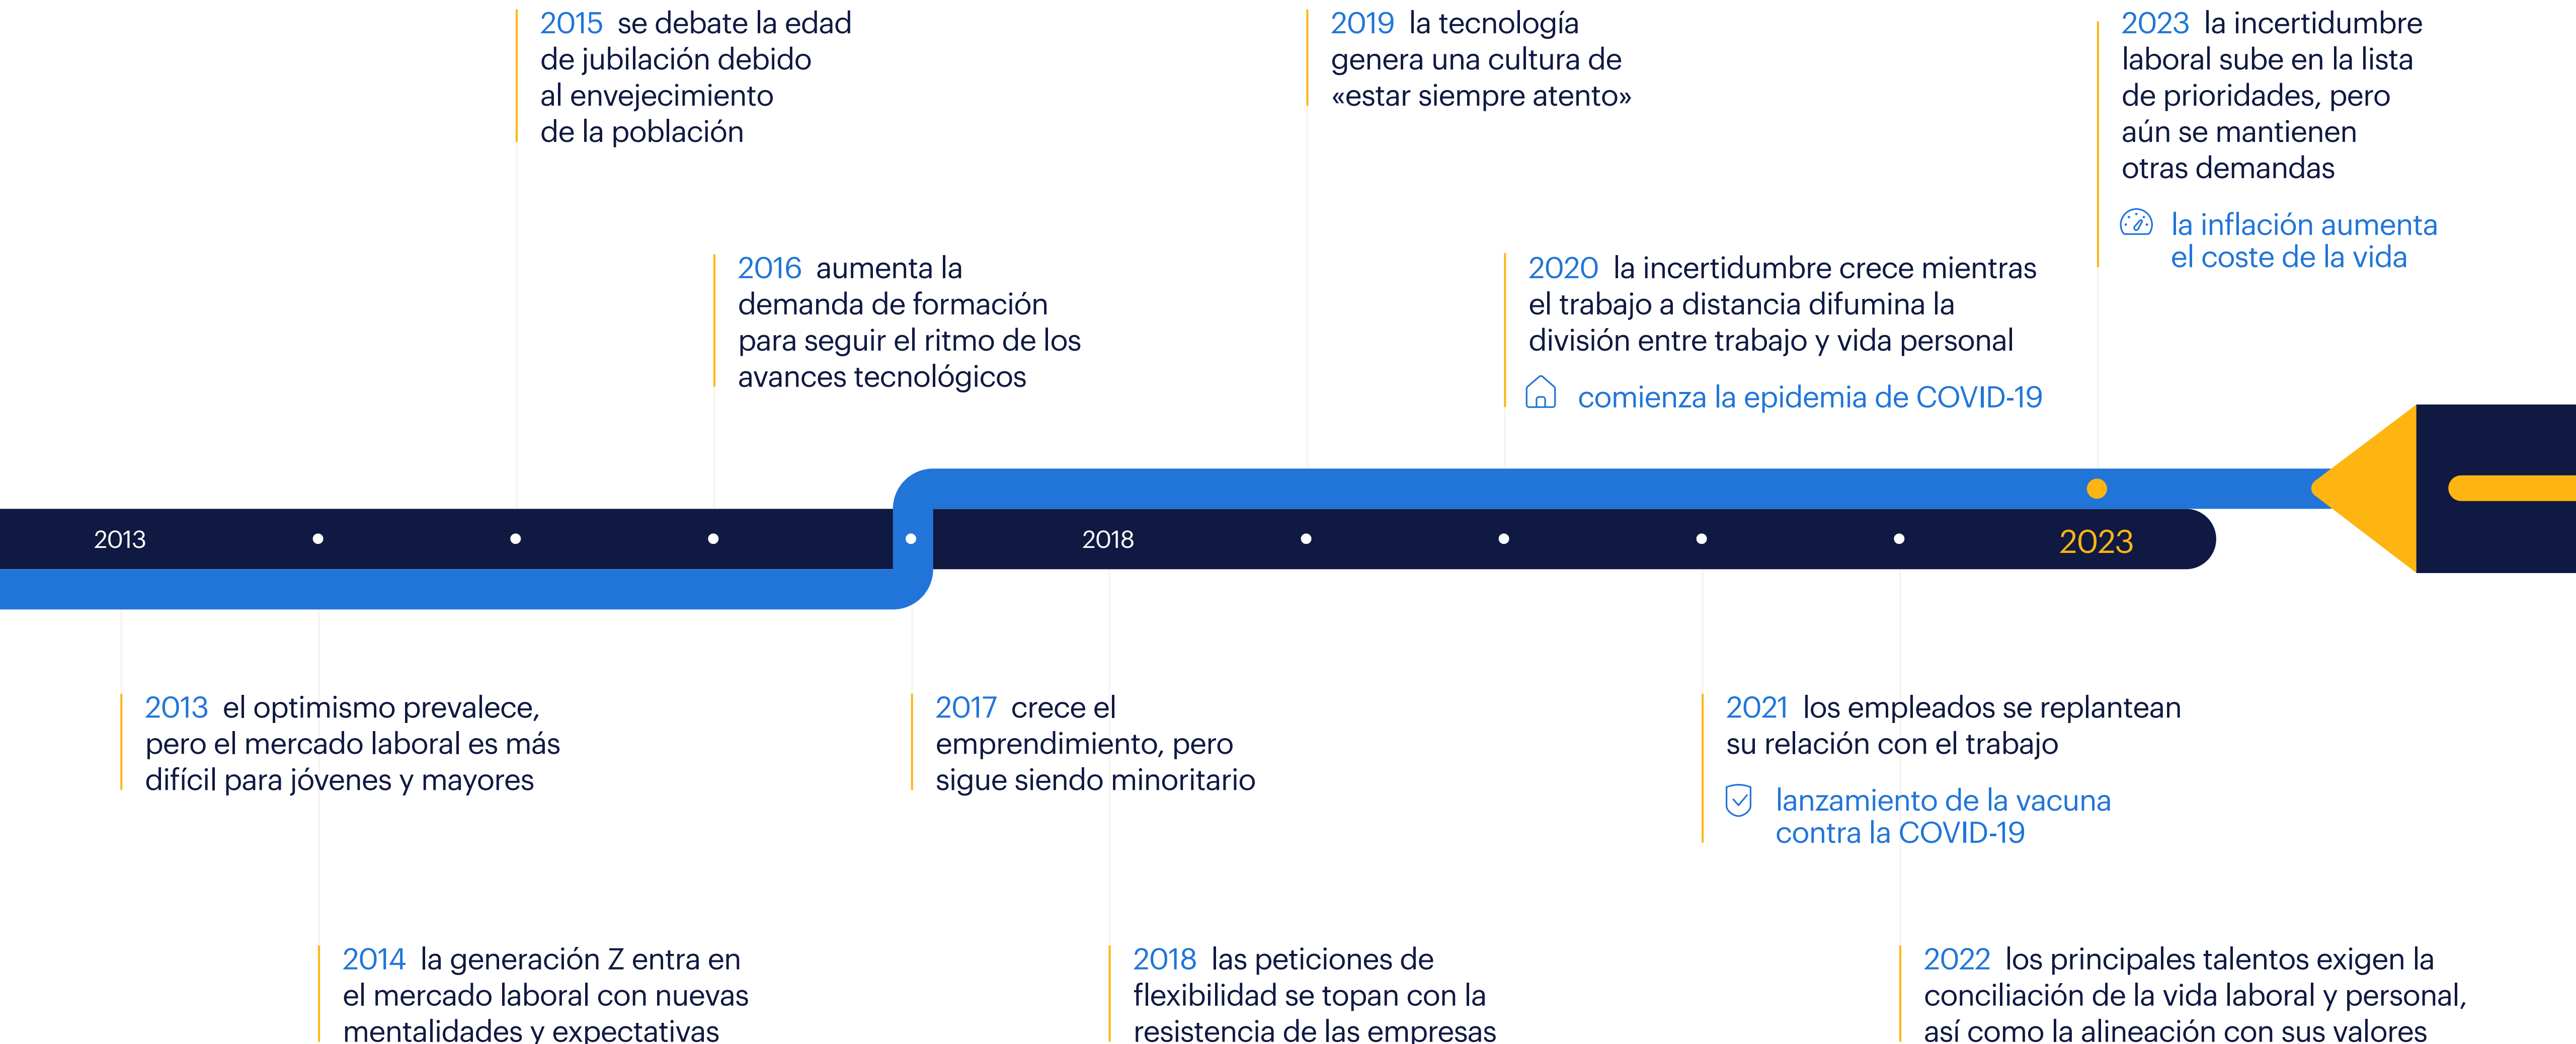 2015 se debate la edad
de jubilación debido
al envejecimiento
de la población
2019 la tecnología
genera una cultura de
«estar siempre atento»
2023 la incertidumbre
laboral sube en la lista
de prioridades, pero
aún se mantienen
otras demandas
la inflación aumenta
el coste de la vida
2016 aumenta la
demanda de formación
para seguir el ritmo de los
avances tecnológicos
2020 la incertidumbre crece mientras
el trabajo a distancia difumina la
división entre trabajo y vida personal
comienza la epidemia de COVID-19
2013
2018
2023
2013 el optimismo prevalece,
pero el mercado laboral es más
difícil para jóvenes y mayores
2017 crece el
emprendimiento, pero
sigue siendo minoritario
2021 los empleados se replantean
su relación con el trabajo
lanzamiento de la vacuna
contra la COVID-19
2014 la generación Z entra en
el mercado laboral con nuevas
mentalidades y expectativas
2018 las peticiones de
flexibilidad se topan con la
resistencia de las empresas
2022 los principales talentos exigen la
conciliación de la vida laboral y personal,
así como la alineación con sus valores